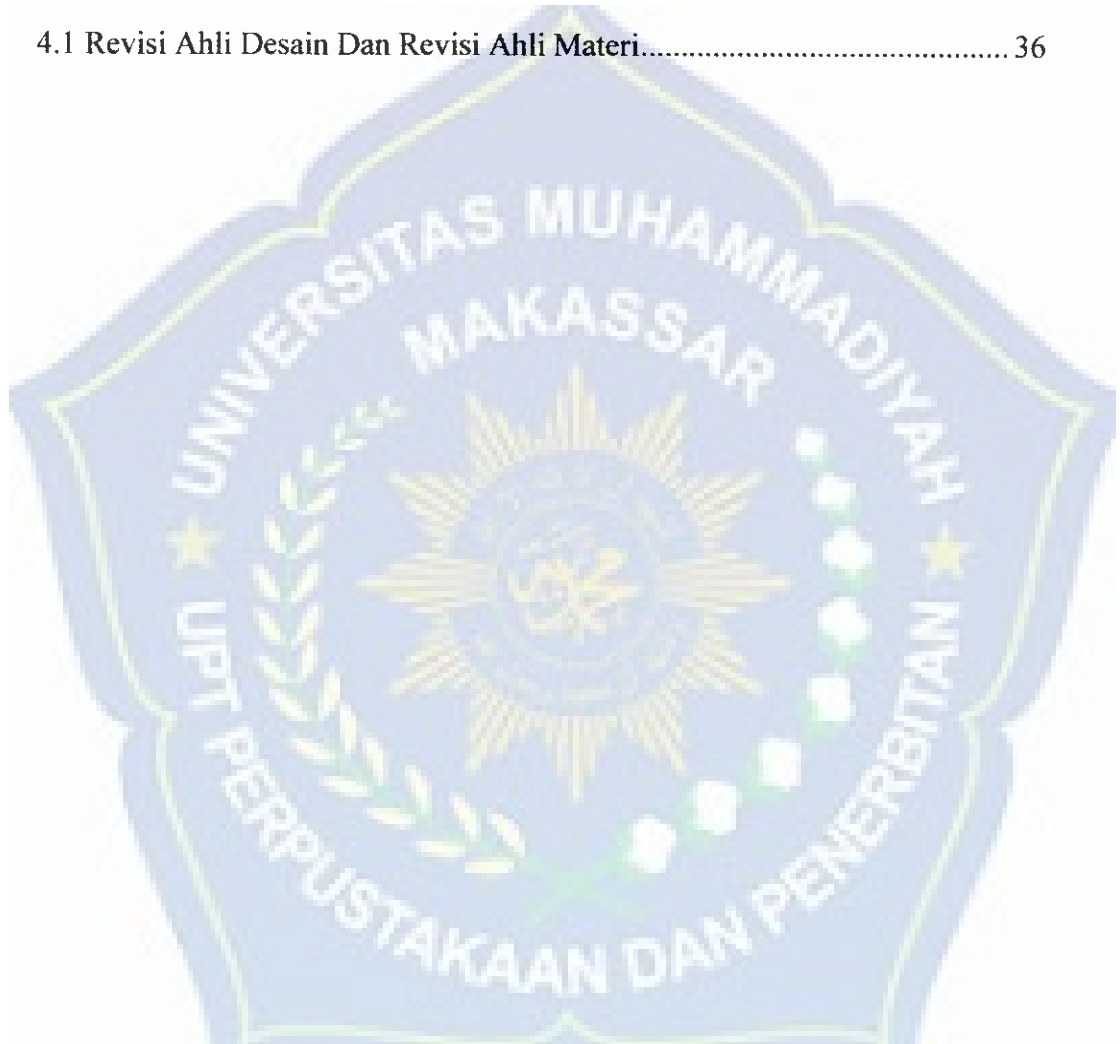 4.1 Revisi Ahli Desain Dan Revisi Ahli Materi............................................. 36
UNIVERSITAS MUHAMMADIYAH
MAKASSAR
UPT PERPUSTAKAAN DAN PENERBITAN